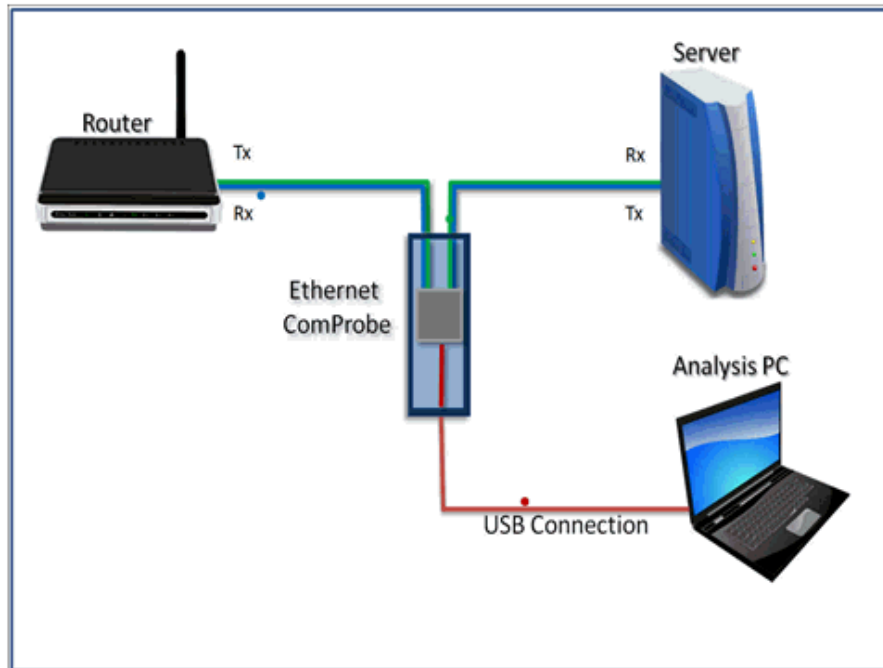 Server
Router
Tx
Rx
Rx
Tx
Ethernet
ComProbe
Analysis PC
USB Connection